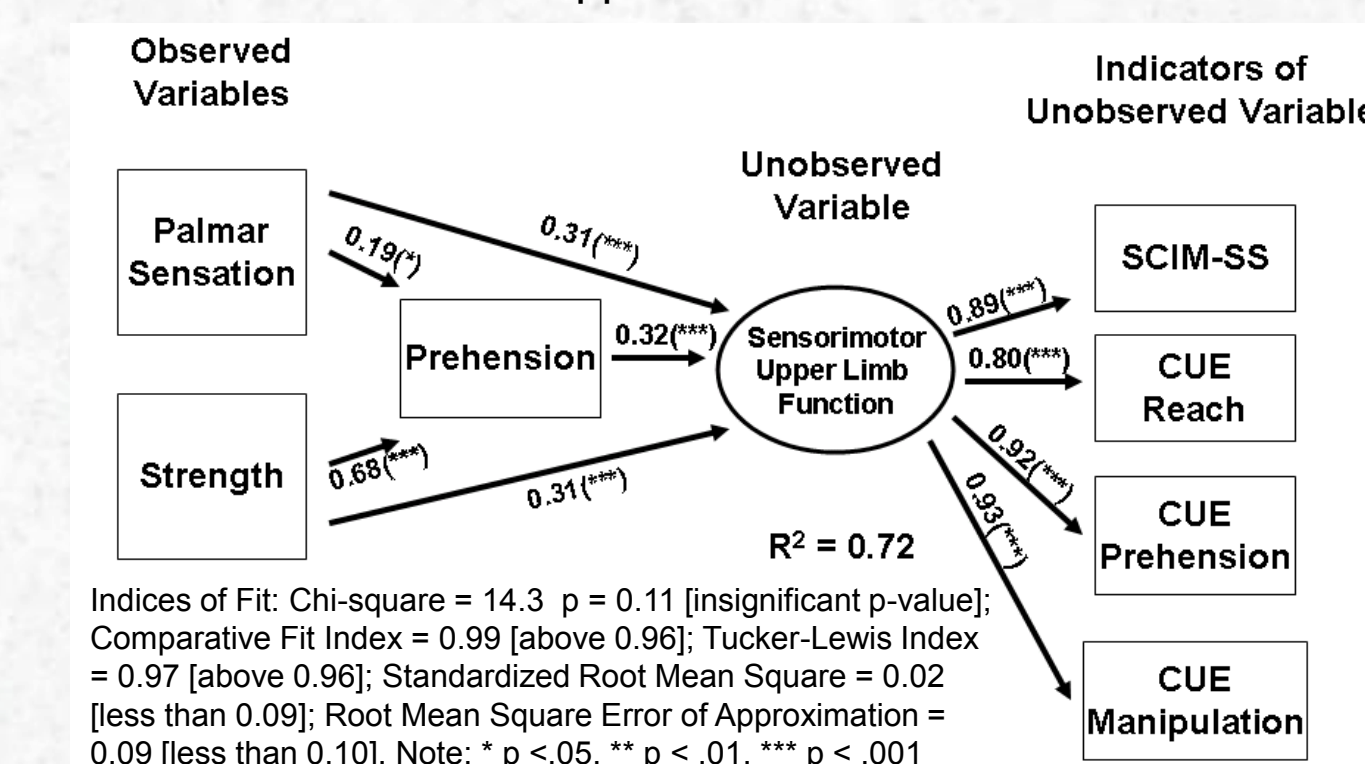 Observed
Variables
Indicators of
Unobserved Variable
Unobserved
Variable
Palmar
Sensation
0.31(***)
0.19(*)
Prehension
0.32(***)
Strength
0.68(***)
0.31(***)
Sensorimotor
Upper Limb
Function
R² = 0.72
0.89(***)
0.80(***)
0.92(***)
0.93(***)
SCIM-SS
CUE
Reach
CUE
Prehension
CUE
Manipulation
Indices of Fit: Chi-square = 14.3 p = 0.11 [insignificant p-value];
Comparative Fit Index = 0.99 [above 0.96]; Tucker-Lewis Index
= 0.97 [above 0.96]; Standardized Root Mean Square = 0.02
[less than 0.09]; Root Mean Square Error of Approximation =
0.09 [less than 0.10]. Note: * p <.05, ** p < .01, *** p < .001